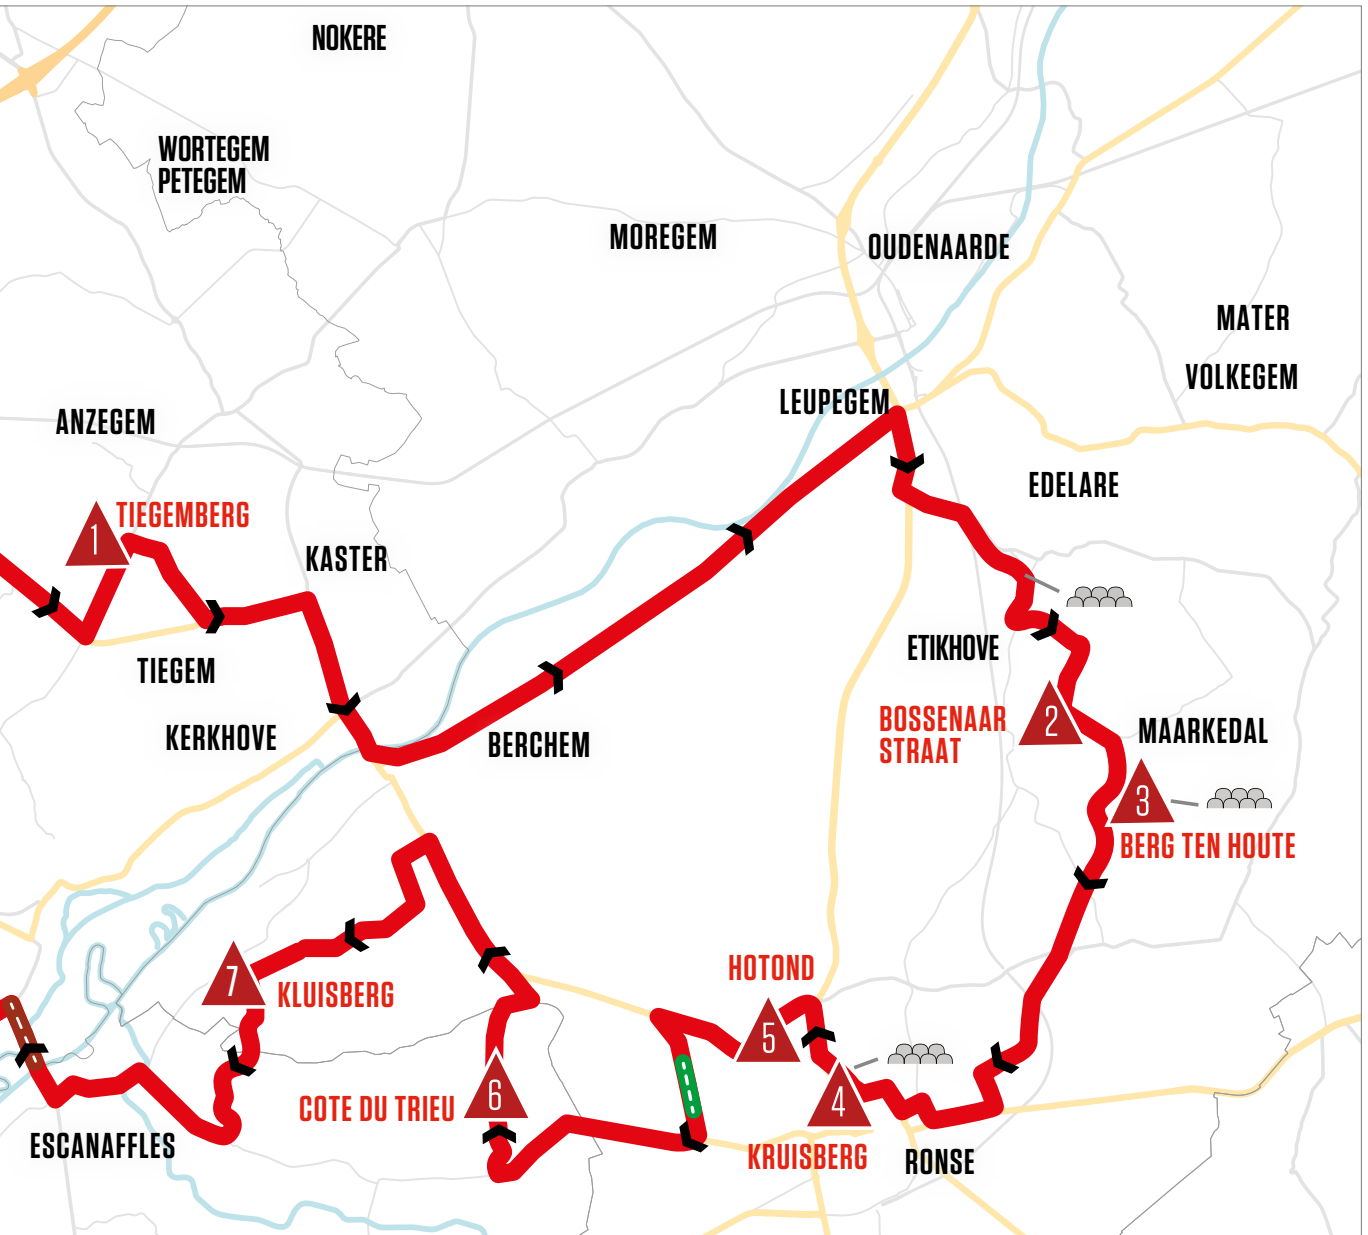 NOKERE
WORTEGEM
PETEGEM
MOREGEM
OUDENAARDE
MATER
VOLKEGEM
LEUPEGEM
ANZEGEM
EDELARE
1
TIEGEMBERG
KASTER
TIEGEM
ETIKHOVE
KERKHOVE
BERCHEM
BOSSENAAR
STRAAT
2
MAARKEDAL
3
BERG TEN HOUTE
7
KLUISBERG
HOTOND
5
COTE DU TRIEU
6
4
KRUISBERG
RONSE
ESCANAFFLES